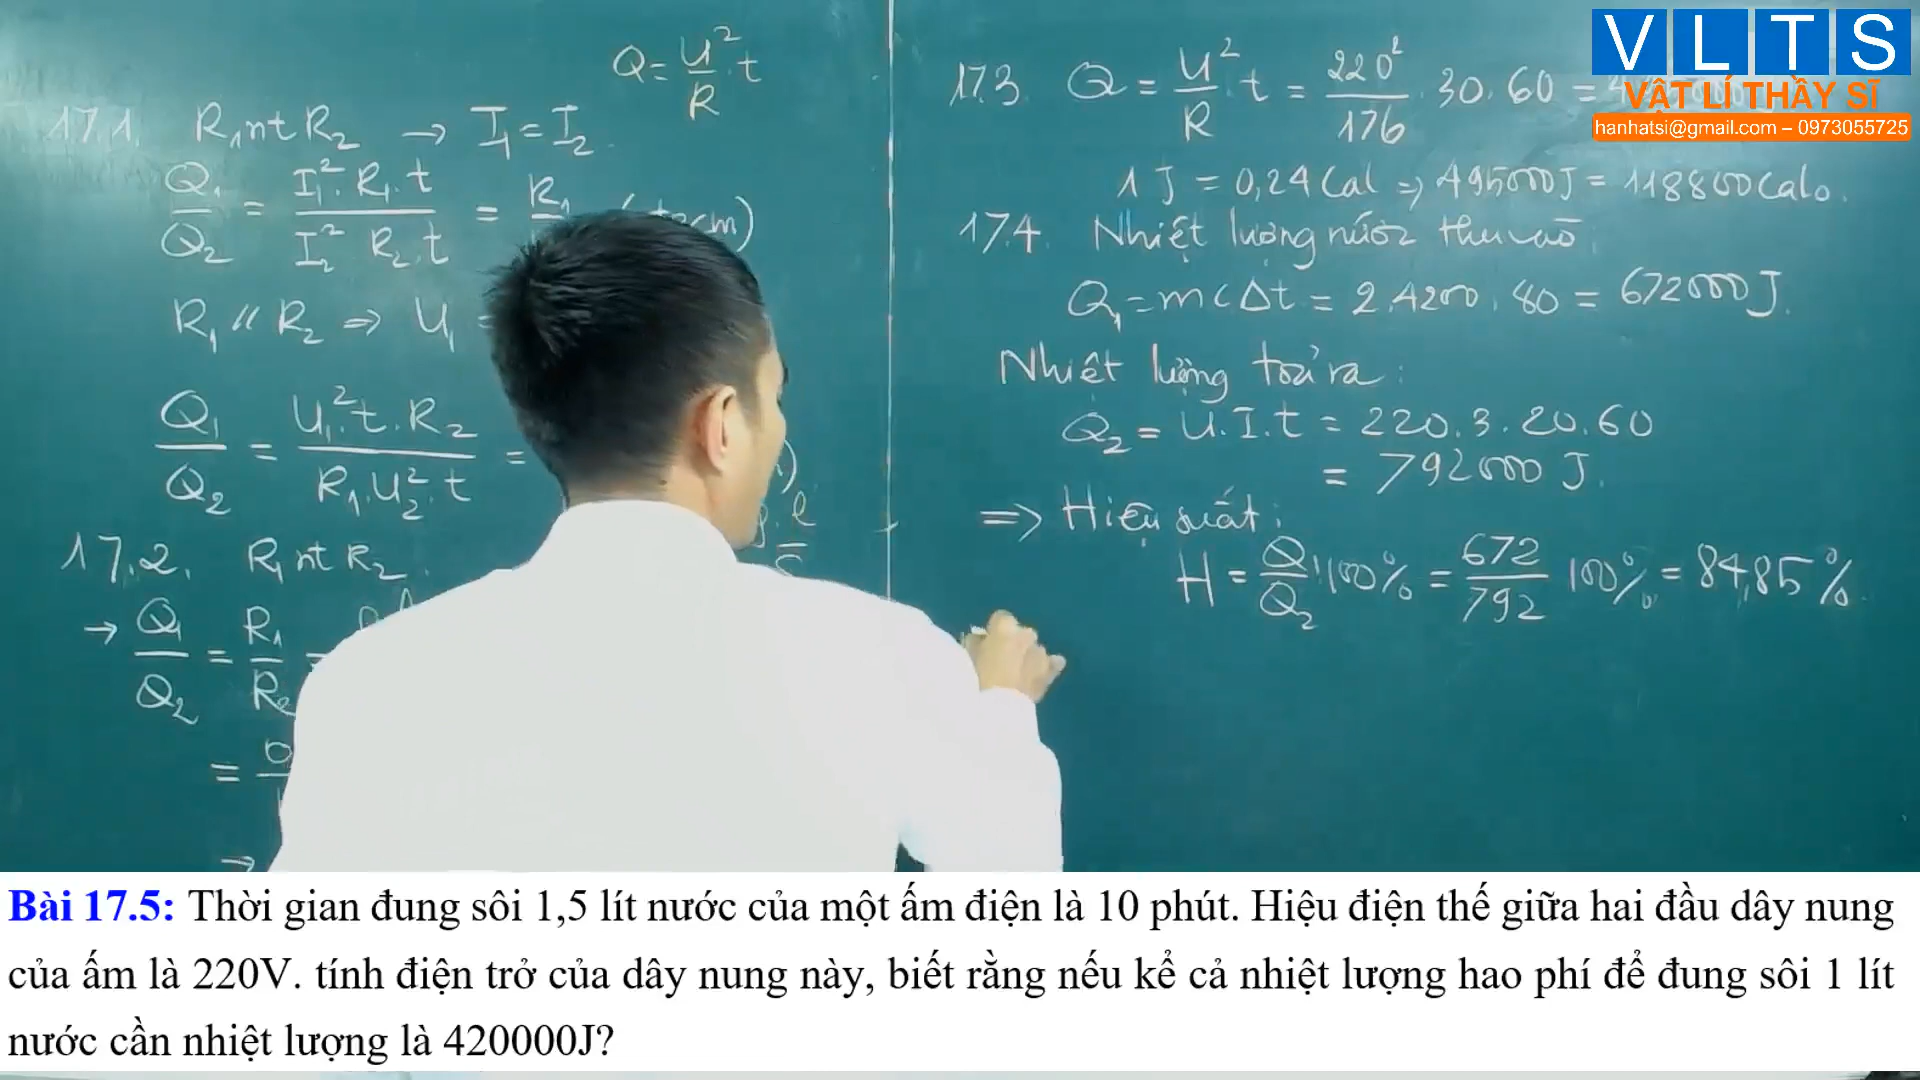 VLTS
VẬT LÍ THẦY SĨ
hanhatsi@gmail.com – 0973055725
Q = U²/R . t
17.1. R₁ nt R₂ → I₁ = I₂
Q₁/Q₂ = I₁² . R₁ . t / I₂² R₂ . t = R₁
R₁ // R₂ ⇒ U₁ =
Q₁/Q₂ = U₁² . t . R₂ / R₁ . U₂² . t =
17.2. R₁ nt R₂
→ Q₁/Q₂ = R₁/R₂ =
=
→
17.3 Q = U²/R . t = 220²/176 . 30 . 60 =
1 J = 0,24 Cal ⇒ 495000J = 118800 calo.
17.4. Nhiệt lượng nước thu vào :
Q₁ = m c Δt = 2 . 4200 . 80 = 672000 J.
Nhiệt lượng toả ra :
Q₂ = U . I . t = 220 . 3 . 20 . 60
= 792000 J.
=> Hiệu suất :
H = Q₁/Q₂ . 100% = 672/792 100% = 84,85%.
Bài 17.5: Thời gian đung sôi 1,5 lít nước của một ấm điện là 10 phút. Hiệu điện thế giữa hai đầu dây nung
của ấm là 220V. tính điện trở của dây nung này, biết rằng nếu kể cả nhiệt lượng hao phí để đung sôi 1 lít
nước cần nhiệt lượng là 420000J?